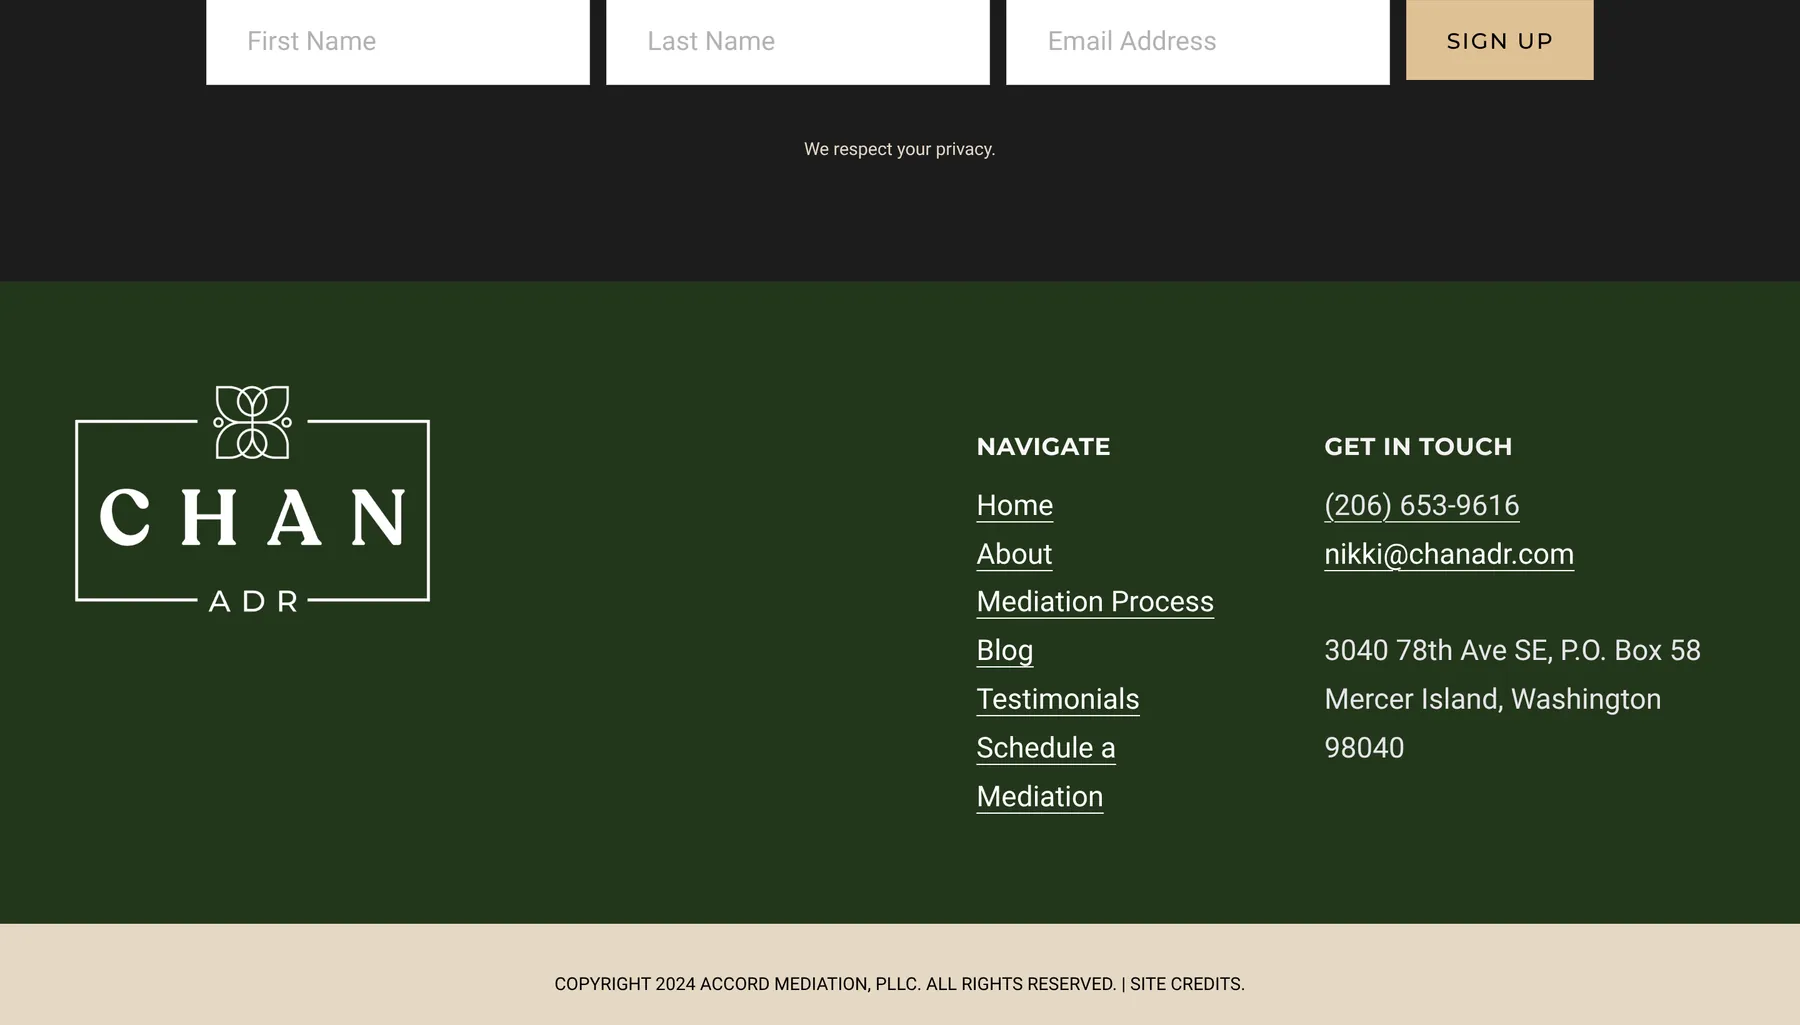 First Name
Last Name
Email Address
SIGN UP
We respect your privacy.
CHAN
ADR
NAVIGATE
Home
About
Mediation Process
Blog
Testimonials
Schedule a
Mediation
GET IN TOUCH
(206) 653-9616
nikki@chanadr.com
3040 78th Ave SE, P.O. Box 58
Mercer Island, Washington
98040
COPYRIGHT 2024 ACCORD MEDIATION, PLLC. ALL RIGHTS RESERVED. | SITE CREDITS.